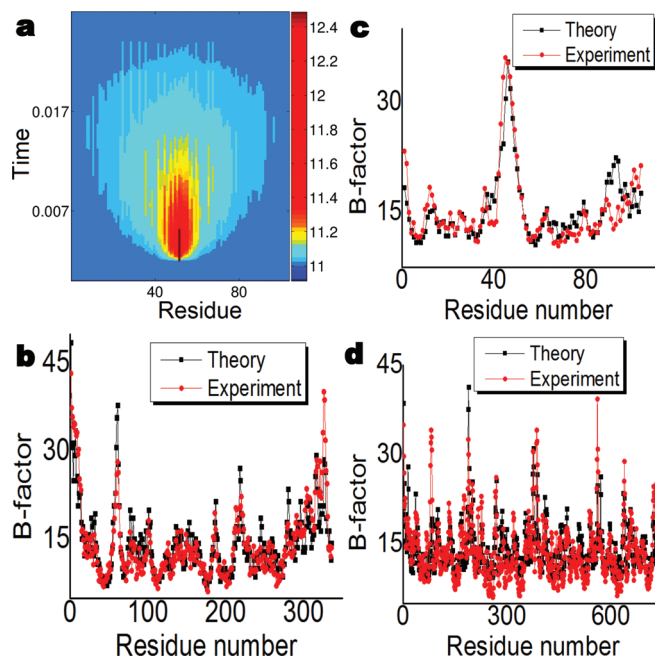 a
Time
0.017
0.007
40
80
Residue
12.4
12.2
12
11.8
11.6
11.4
11.2
11
c
Theory
Experiment
B-factor
30
15
0
40
80
Residue number
b
Theory
Experiment
B-factor
45
30
15
0
100
200
300
Residue number
d
Theory
Experiment
B-factor
45
30
15
0
300
600
Residue number